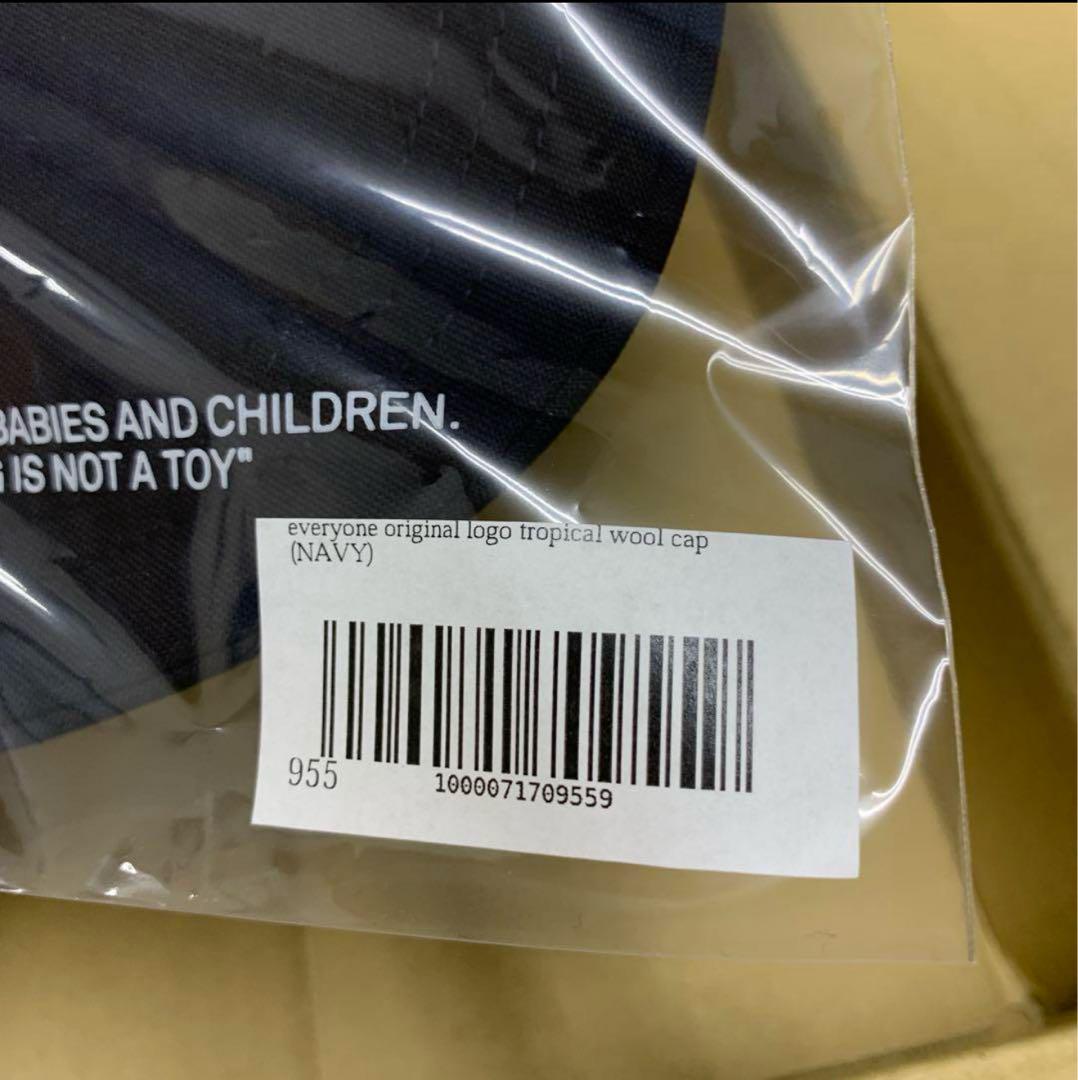 BABIES AND CHILDREN.
IS NOT A TOY"
everyone original logo tropical wool cap
(NAVY)
955
1000071709559